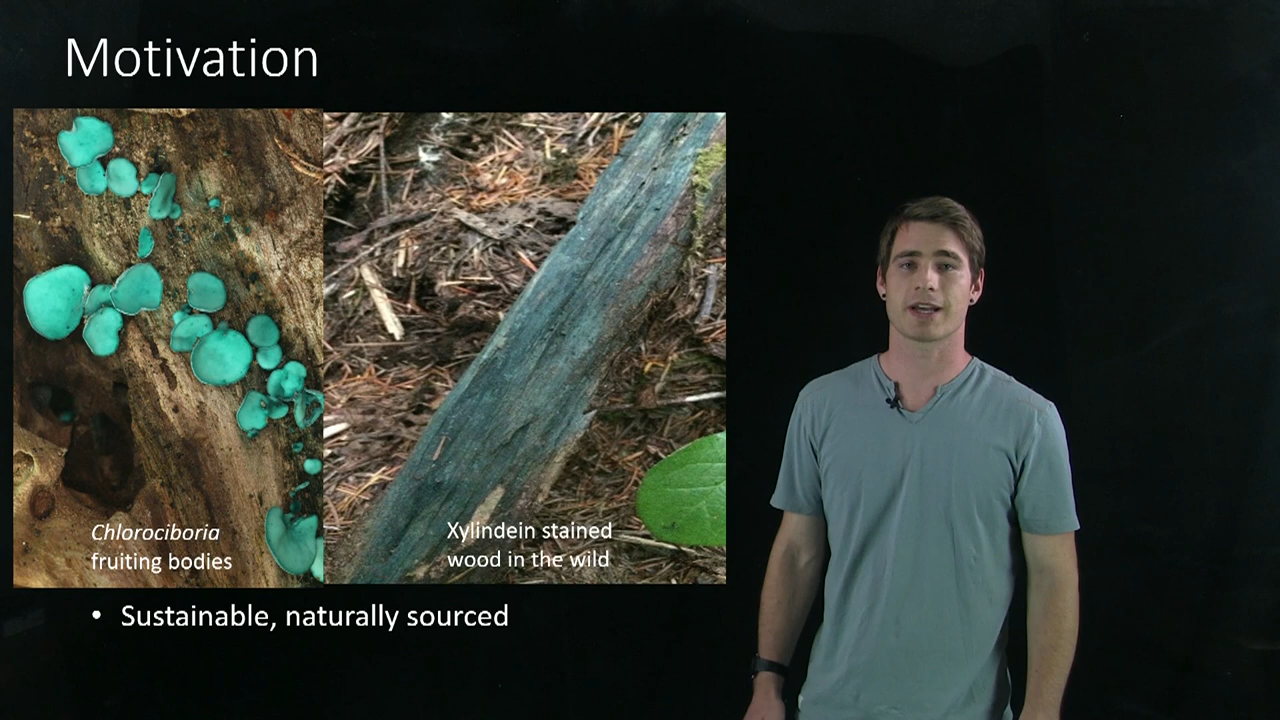 Motivation
Chlorociboria
fruiting bodies
Xylindein stained
wood in the wild
• Sustainable, naturally sourced